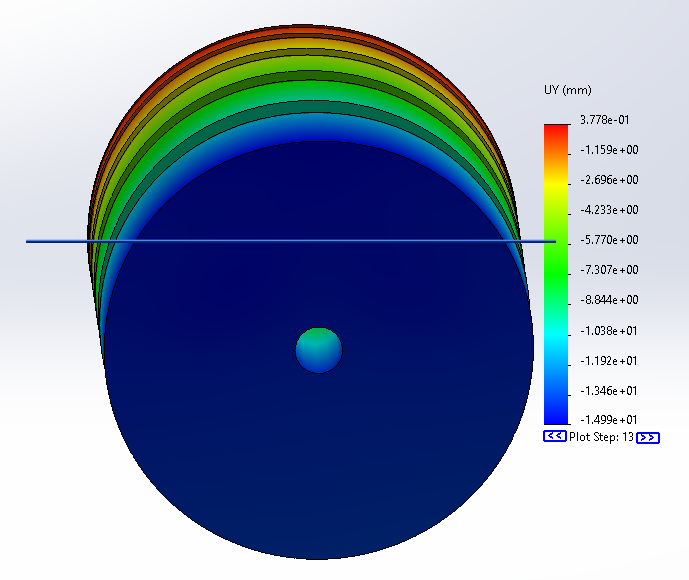 UY (mm)
3.778e-01
-1.159e+00
-2.696e+00
-4.233e+00
-5.770e+00
-7.307e+00
-8.844e+00
-1.038e+01
-1.192e+01
-1.346e+01
-1.499e+01
<< Plot Step: 13 >>